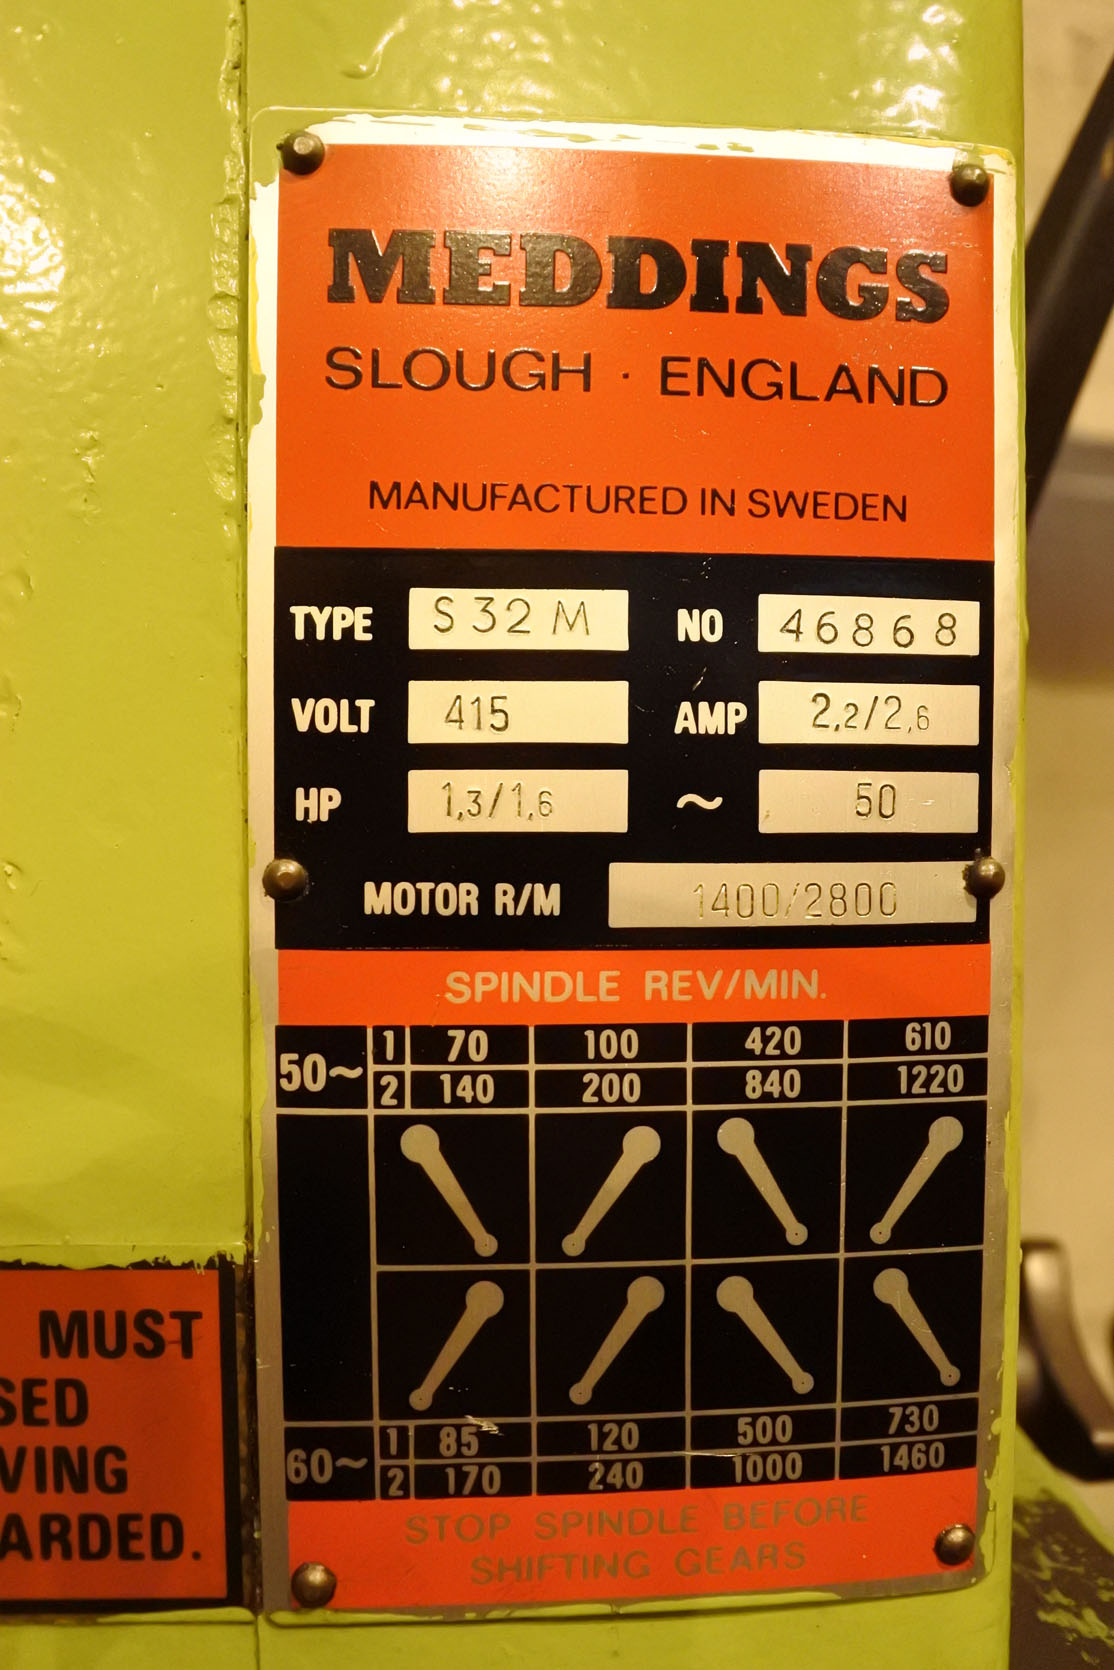 MEDDINGS
SLOUGH · ENGLAND
MANUFACTURED IN SWEDEN
TYPE S32M NO 46868
VOLT 415 AMP 2,2/2,6
HP 1,3/1,6 ~ 50
MOTOR R/M 1400/2800
SPINDLE REV/MIN.
50~ 1 70 100 420 610
2 140 200 840 1220
60~ 1 85 120 500 730
2 170 240 1000 1460
STOP SPINDLE BEFORE
SHIFTING GEARS
MUST
SED
VING
ARDED.